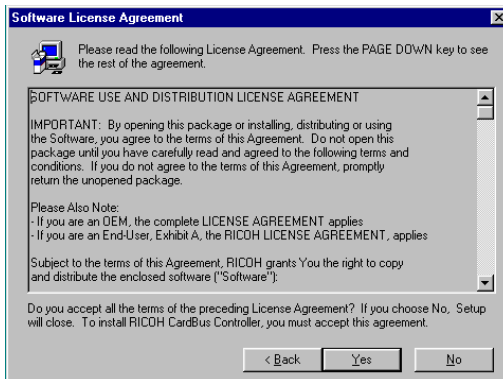 Software License Agreement
Please read the following License Agreement. Press the PAGE DOWN key to see
the rest of the agreement.
SOFTWARE USE AND DISTRIBUTION LICENSE AGREEMENT
IMPORTANT: By opening this package or installing, distributing or using
the Software, you agree to the terms of this Agreement. Do not open this
package until you have carefully read and agreed to the following terms and
conditions. If you do not agree to the terms of this Agreement, promptly
return the unopened package.
Please Also Note:
- If you are an OEM, the complete LICENSE AGREEMENT applies
- If you are an End-User, Exhibit A, the RICOH LICENSE AGREEMENT, applies
Subject to the terms of this Agreement, RICOH grants You the right to copy
and distribute the enclosed software ("Software"):
Do you accept all the terms of the preceding License Agreement? If you choose No, Setup
will close. To install RICOH CardBus Controller, you must accept this agreement.
< Back Yes No